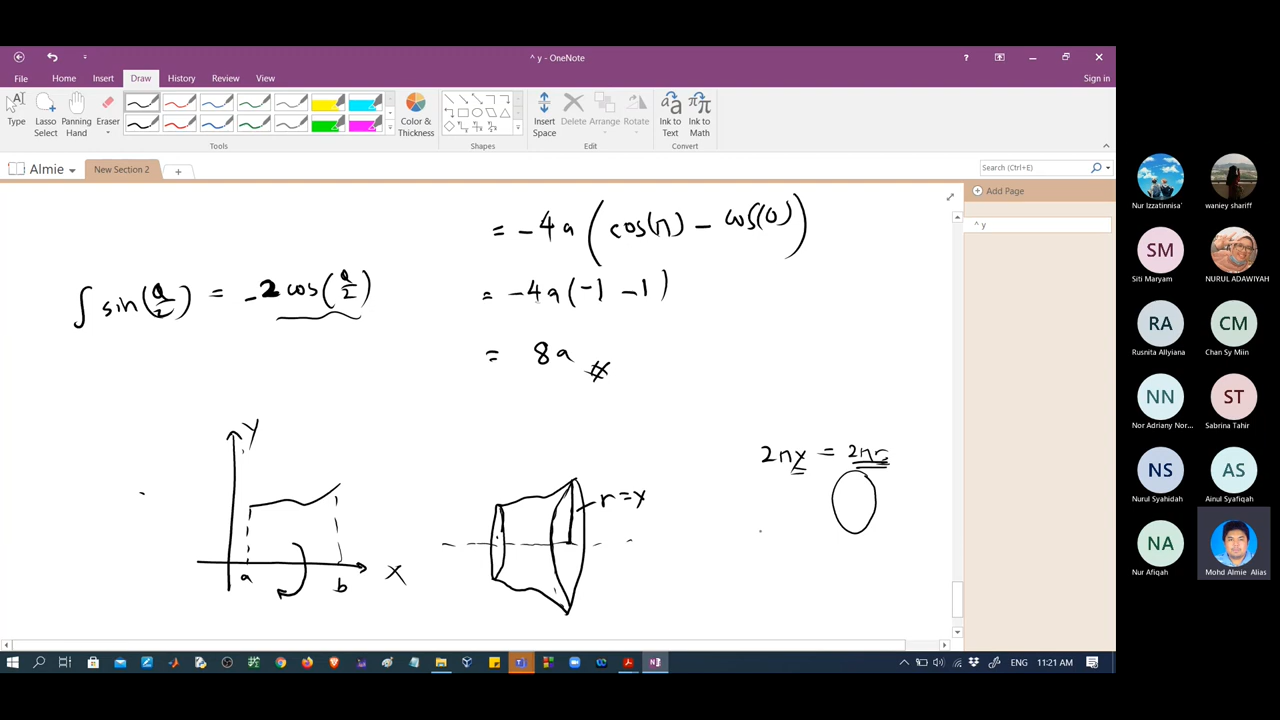 ^ y - OneNote
File Home Insert Draw History Review View
Sign in
Type
Lasso Select
Panning Hand
Eraser
Color & Thickness
Insert Space
Delete
Arrange
Rotate
Ink to Text
Ink to Math
Tools
Shapes
Edit
Convert
Almie
New Section 2
Search (Ctrl+E)
Add Page
^ y
= -4a (cos(π) - cos(0))
∫ sin(θ/2) = -2 cos(θ/2)
= -4a (-1 -1)
= 8a #
y
a
b
x
r=y
2πy = 2πr
Nur Izzatinnisa'
waniey shariff
SM
Siti Maryam
NURUL ADAWIYAH
RA
Rusnita Allyiana
CM
Chan Sy Miin
NN
Nor Adriany Nor...
ST
Sabrina Tahir
NS
Nurul Syahidah
AS
Ainul Syafiqah
NA
Nur Afiqah
Mohd Almie Alias
ENG
11:21 AM